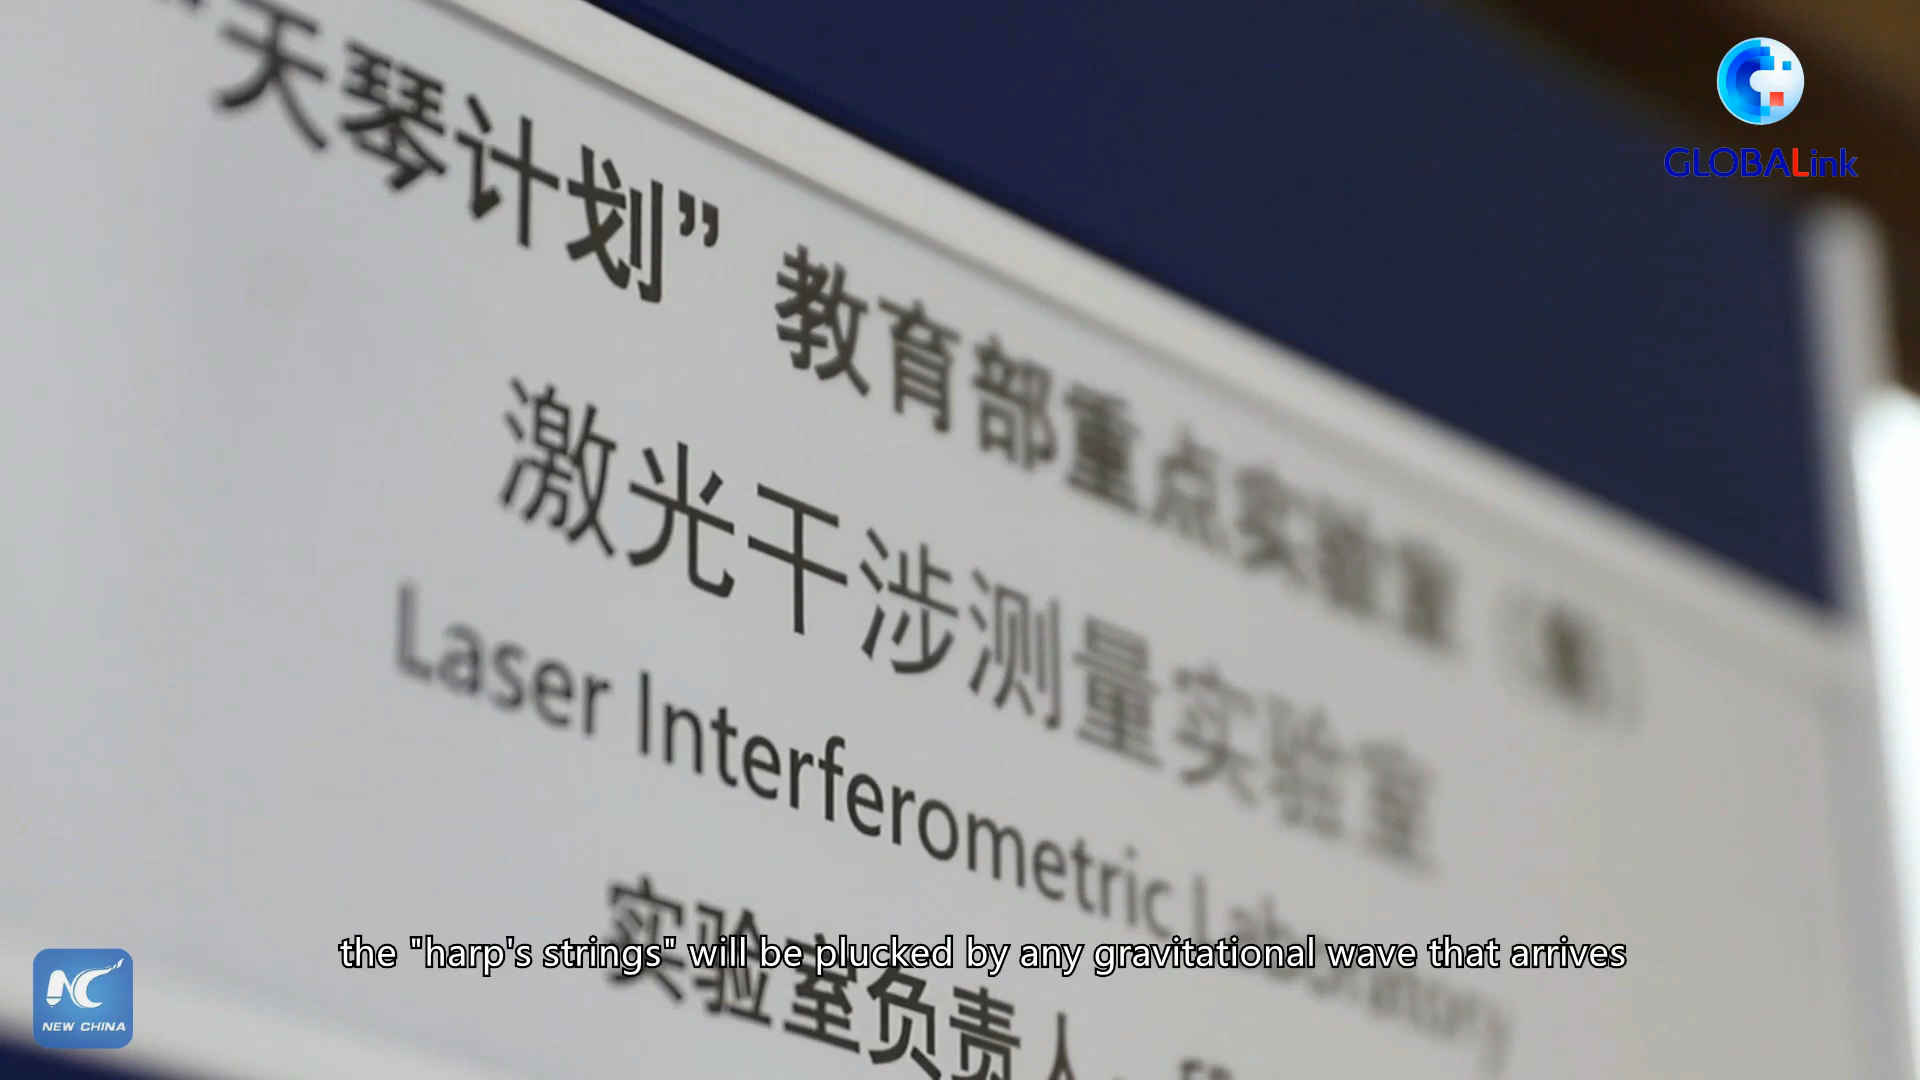 “天琴计划” 教育部重点实验室
激光干涉测量实验室
Laser Interferometric Laboratory
实验室负责人:
the "harp's strings" will be plucked by any gravitational wave that arrives
GLOBALink
NC
NEW CHINA